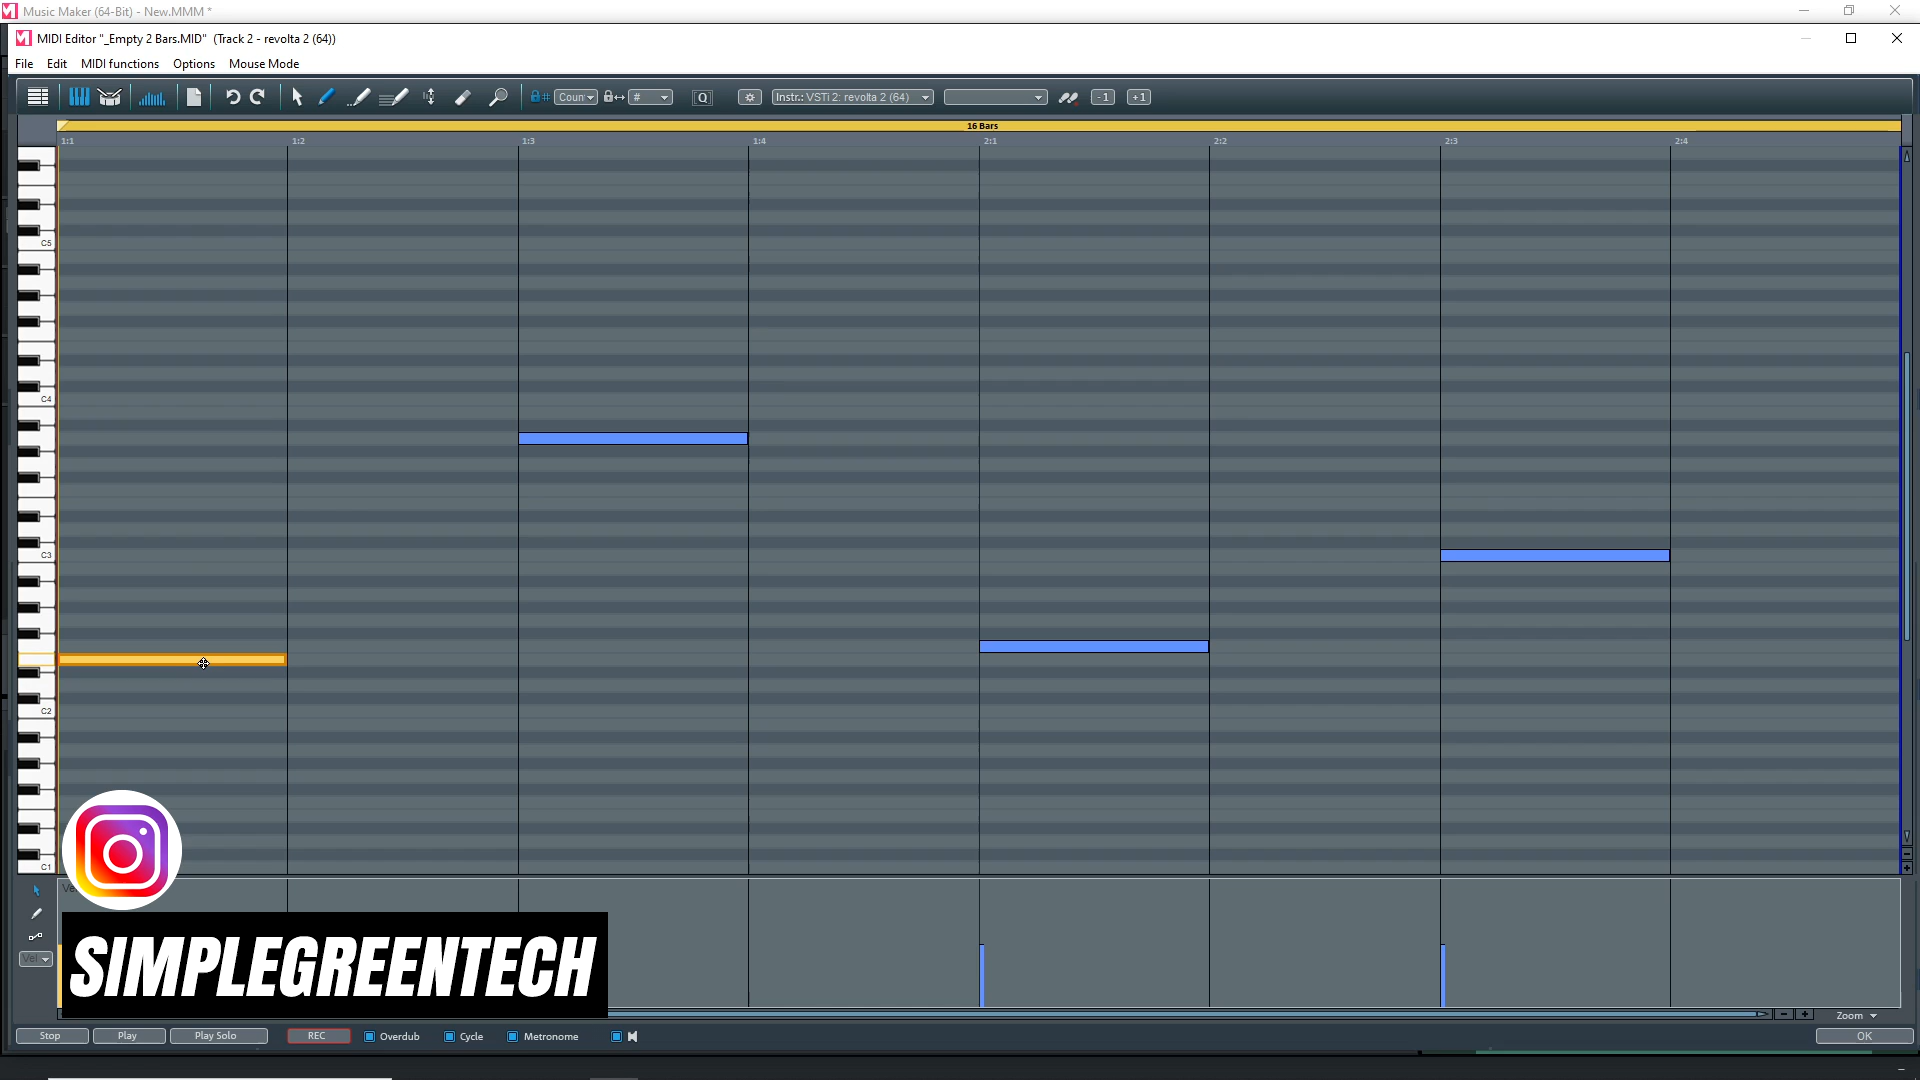 Music Maker (64-Bit) - New.MMM *
MIDI Editor "_Empty 2 Bars.MID"  (Track 2 - revolta 2 (64))
File Edit MIDI functions Options Mouse Mode
# Coun # Q Instr.: VSTi 2: revolta 2 (64) -1 +1
16 Bars
1:1 1:2 1:3 1:4 2:1 2:2 2:3 2:4
C5
C4
C3
C2
C1
Vel
SIMPLEGREENTECH
Zoom
Stop Play Play Solo REC Overdub Cycle Metronome OK